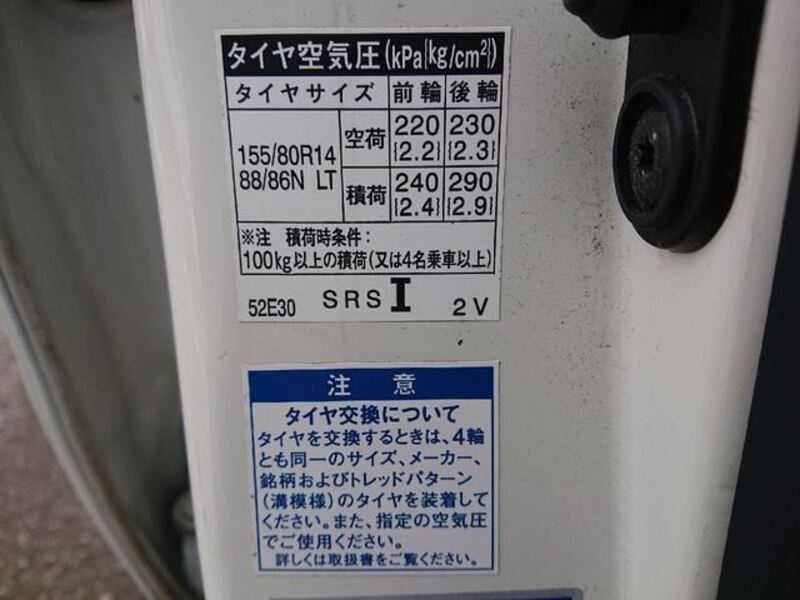 タイヤ空気圧(kPa{kg/cm²})
タイヤサイズ 前輪 後輪
155/80R14 88/86N LT 空荷 220 {2.2} 230 {2.3}
積荷 240 {2.4} 290 {2.9}
※注 積荷時条件:
100kg以上の積荷(又は4名乗車以上)
52E30 SRS I 2V
注 意
タイヤ交換について
タイヤを交換するときは、4輪
とも同一のサイズ、メーカー、
銘柄およびトレッドパターン
(溝模様)のタイヤを装着して
ください。また、指定の空気圧
でご使用ください。
詳しくは取扱書をご覧ください。